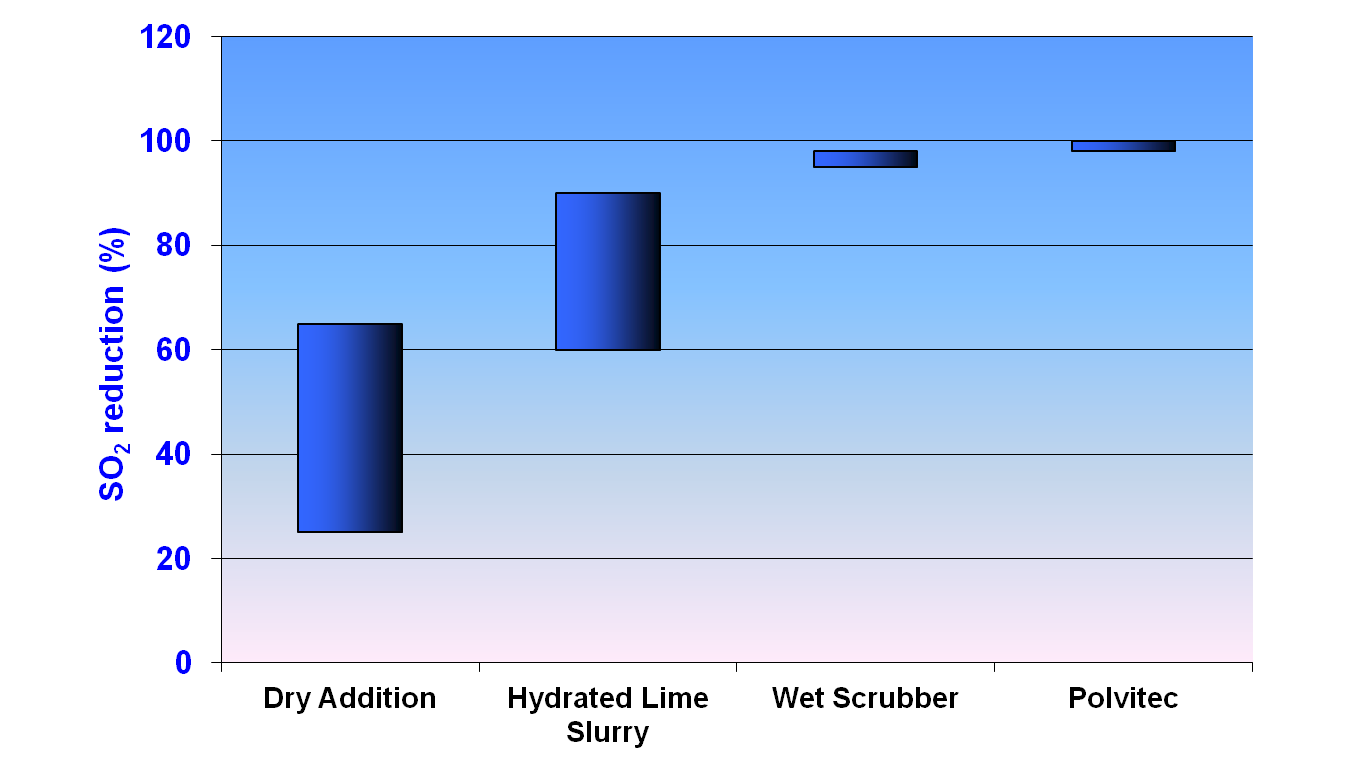 120
100
80
60
40
20
0
SO₂ reduction (%)
Dry Addition
Hydrated Lime
Slurry
Wet Scrubber
Polvitec